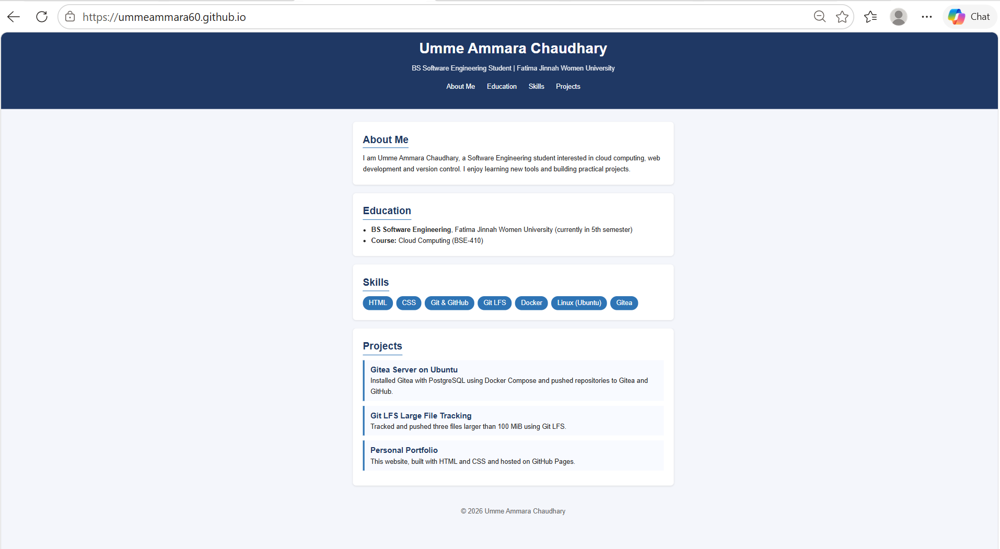 https://ummeammara60.github.io
Chat
Umme Ammara Chaudhary
BS Software Engineering Student | Fatima Jinnah Women University
About Me Education Skills Projects
About Me
I am Umme Ammara Chaudhary, a Software Engineering student interested in cloud computing, web
development and version control. I enjoy learning new tools and building practical projects.
Education
• BS Software Engineering, Fatima Jinnah Women University (currently in 5th semester)
• Course: Cloud Computing (BSE-410)
Skills
HTML CSS Git & GitHub Git LFS Docker Linux (Ubuntu) Gitea
Projects
Gitea Server on Ubuntu
Installed Gitea with PostgreSQL using Docker Compose and pushed repositories to Gitea and
GitHub.
Git LFS Large File Tracking
Tracked and pushed three files larger than 100 MiB using Git LFS.
Personal Portfolio
This website, built with HTML and CSS and hosted on GitHub Pages.
© 2026 Umme Ammara Chaudhary